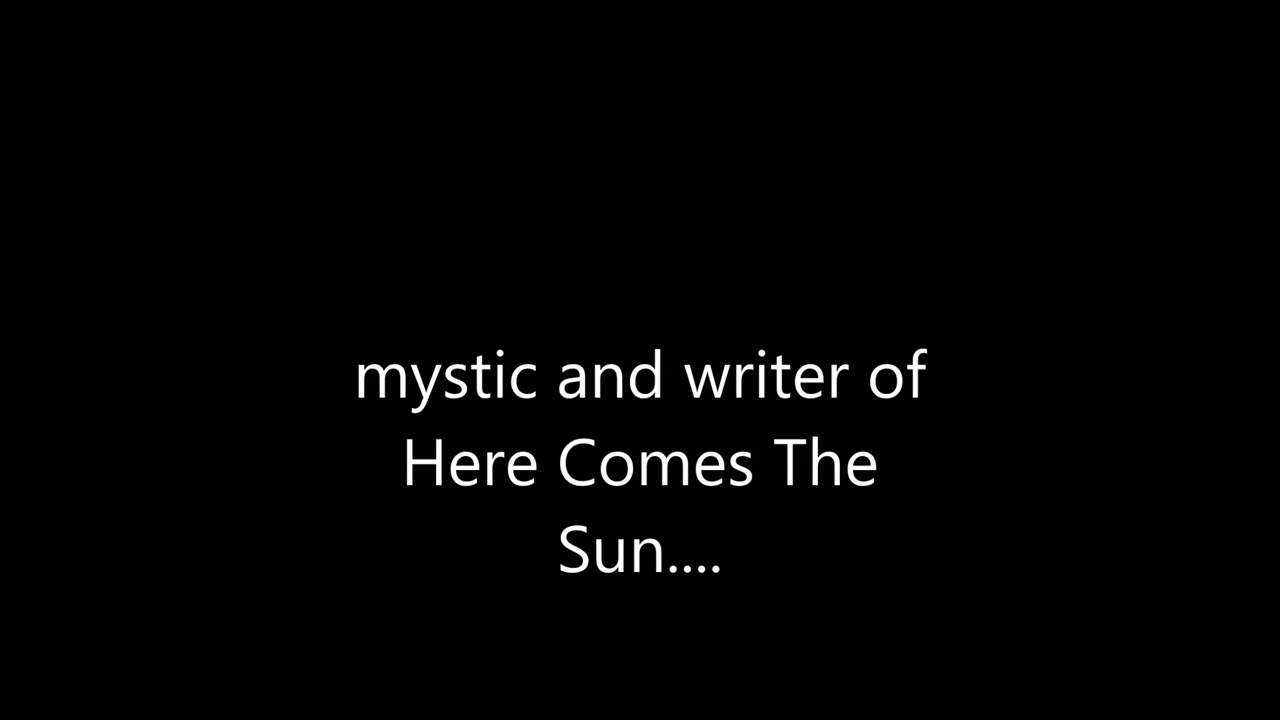 mystic and writer of
Here Comes The
Sun....